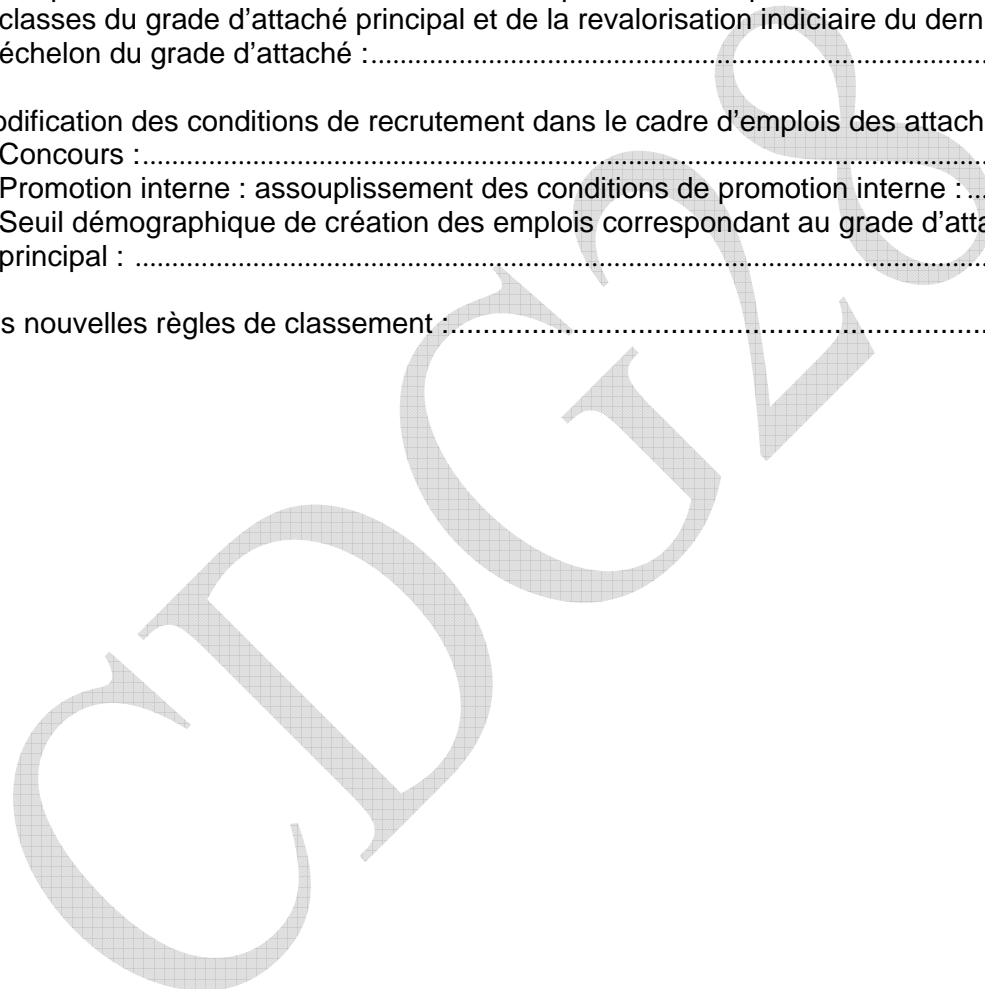 classes du grade d'attaché principal et de la revalorisation indiciaire du dern
échelon du grade d'attaché :..............................................................................................
odification des conditions de recrutement dans le cadre d'emplois des attach
Concours :..............................................................................................................................
Promotion interne : assouplissement des conditions de promotion interne :...
Seuil démographique de création des emplois correspondant au grade d'atta
principal : ..............................................................................................................................
s nouvelles règles de classement :.................................................................................
CDG28